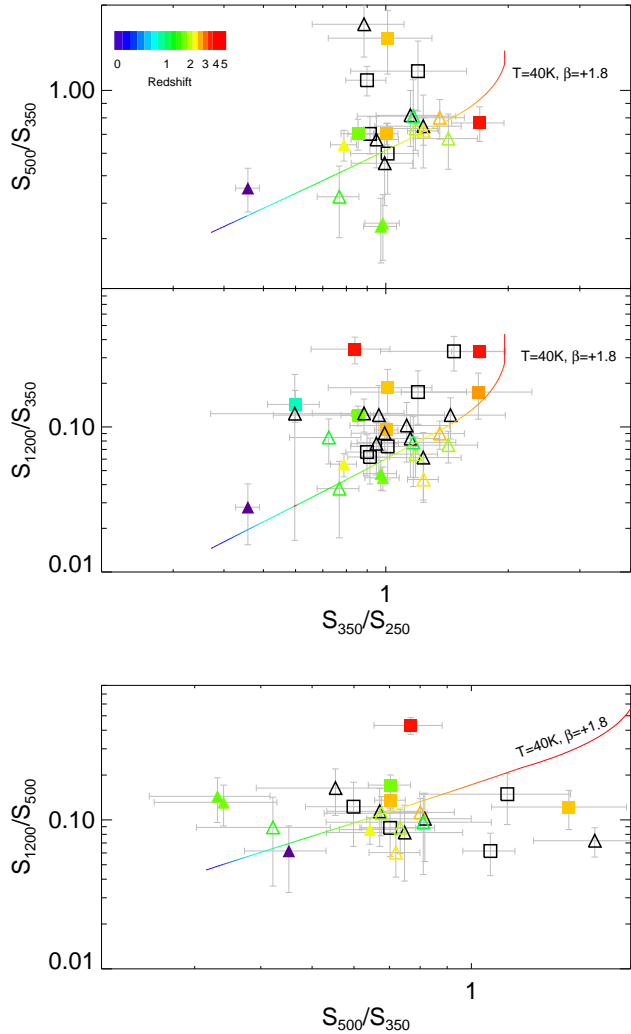 0 1 2 3 4 5
Redshift
T=40K, β=+1.8
1.00
S500/S350
T=40K, β=+1.8
0.10
0.01
S1200/S350
1
S350/S250
T=40K, β=+1.8
0.10
0.01
S1200/S500
1
S500/S350